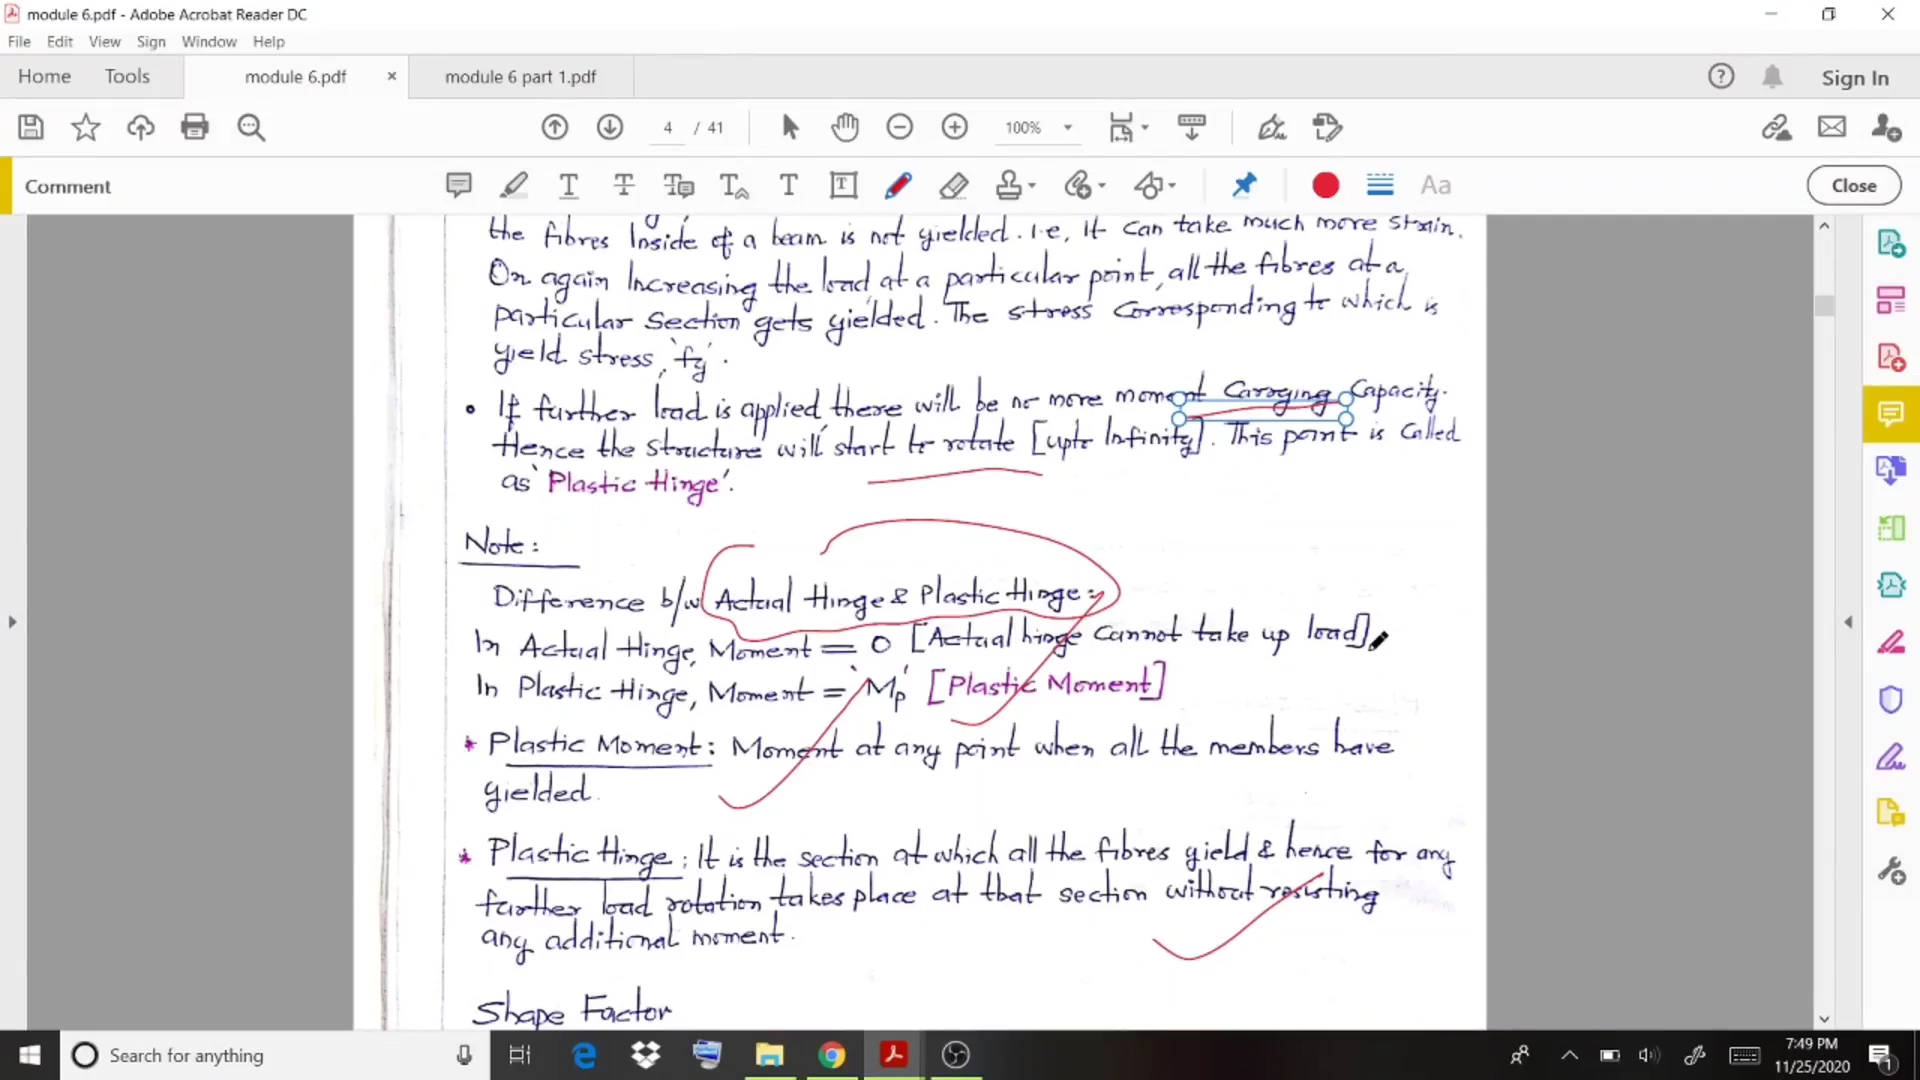 module 6.pdf - Adobe Acrobat Reader DC
File Edit View Sign Window Help
Home Tools module 6.pdf × module 6 part 1.pdf Sign In
4 / 41 100%
Comment Close
the fibres Inside of a beam is not yielded. i.e, It can take much more strain.
On again Increasing the load at a particular point, all the fibres at a
particular section gets yielded. The stress corresponding to which is
yield stress, 'fy'.
• If further load is applied there will be no more moment Carrying Capacity.
Hence the structure will start to rotate [upto Infinity]. This point is called
as 'Plastic Hinge'.
Note:
Difference b/w Actual Hinge & Plastic Hinge:
In Actual Hinge, Moment = 0 [Actual hinge cannot take up load]
In Plastic Hinge, Moment = 'Mp' [Plastic Moment]
* Plastic Moment: Moment at any point when all the members have
yielded.
* Plastic Hinge: It is the section at which all the fibres yield & hence for any
further load rotation takes place at that section without resisting
any additional moment.
Shape Factor
Search for anything
7:49 PM
11/25/2020
1